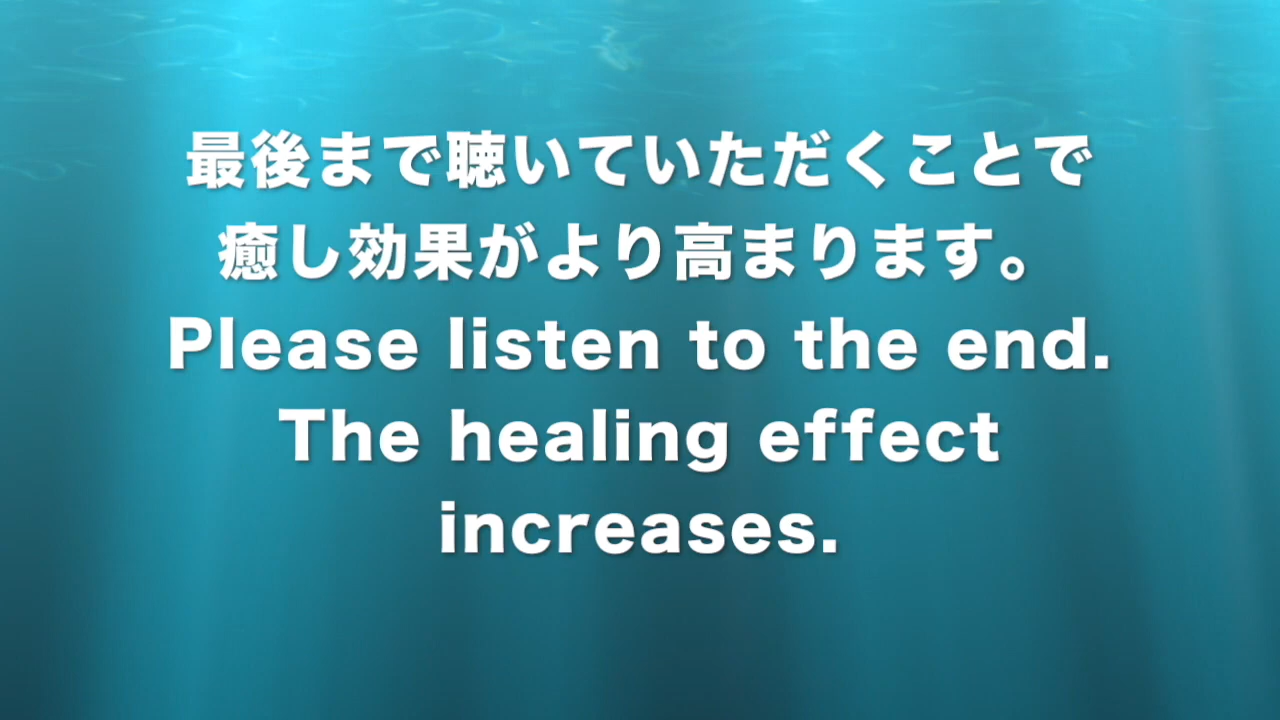 最後まで聴いていただくことで
癒し効果がより高まります。
Please listen to the end.
The healing effect
increases.